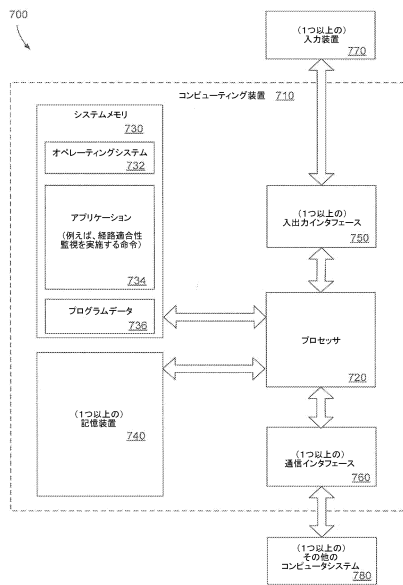 700
(1つ以上の)
入力装置
770
コンピューティング装置 710
システムメモリ
730
オペレーティングシステム
732
アプリケーション
(例えば、経路適合性
監視を実施する命令)
734
プログラムデータ
736
(1つ以上の)
記憶装置
740
(1つ以上の)
入出力インタフェース
750
プロセッサ
720
(1つ以上の)
通信インタフェース
760
(1つ以上の)
その他の
コンピュータシステム
780